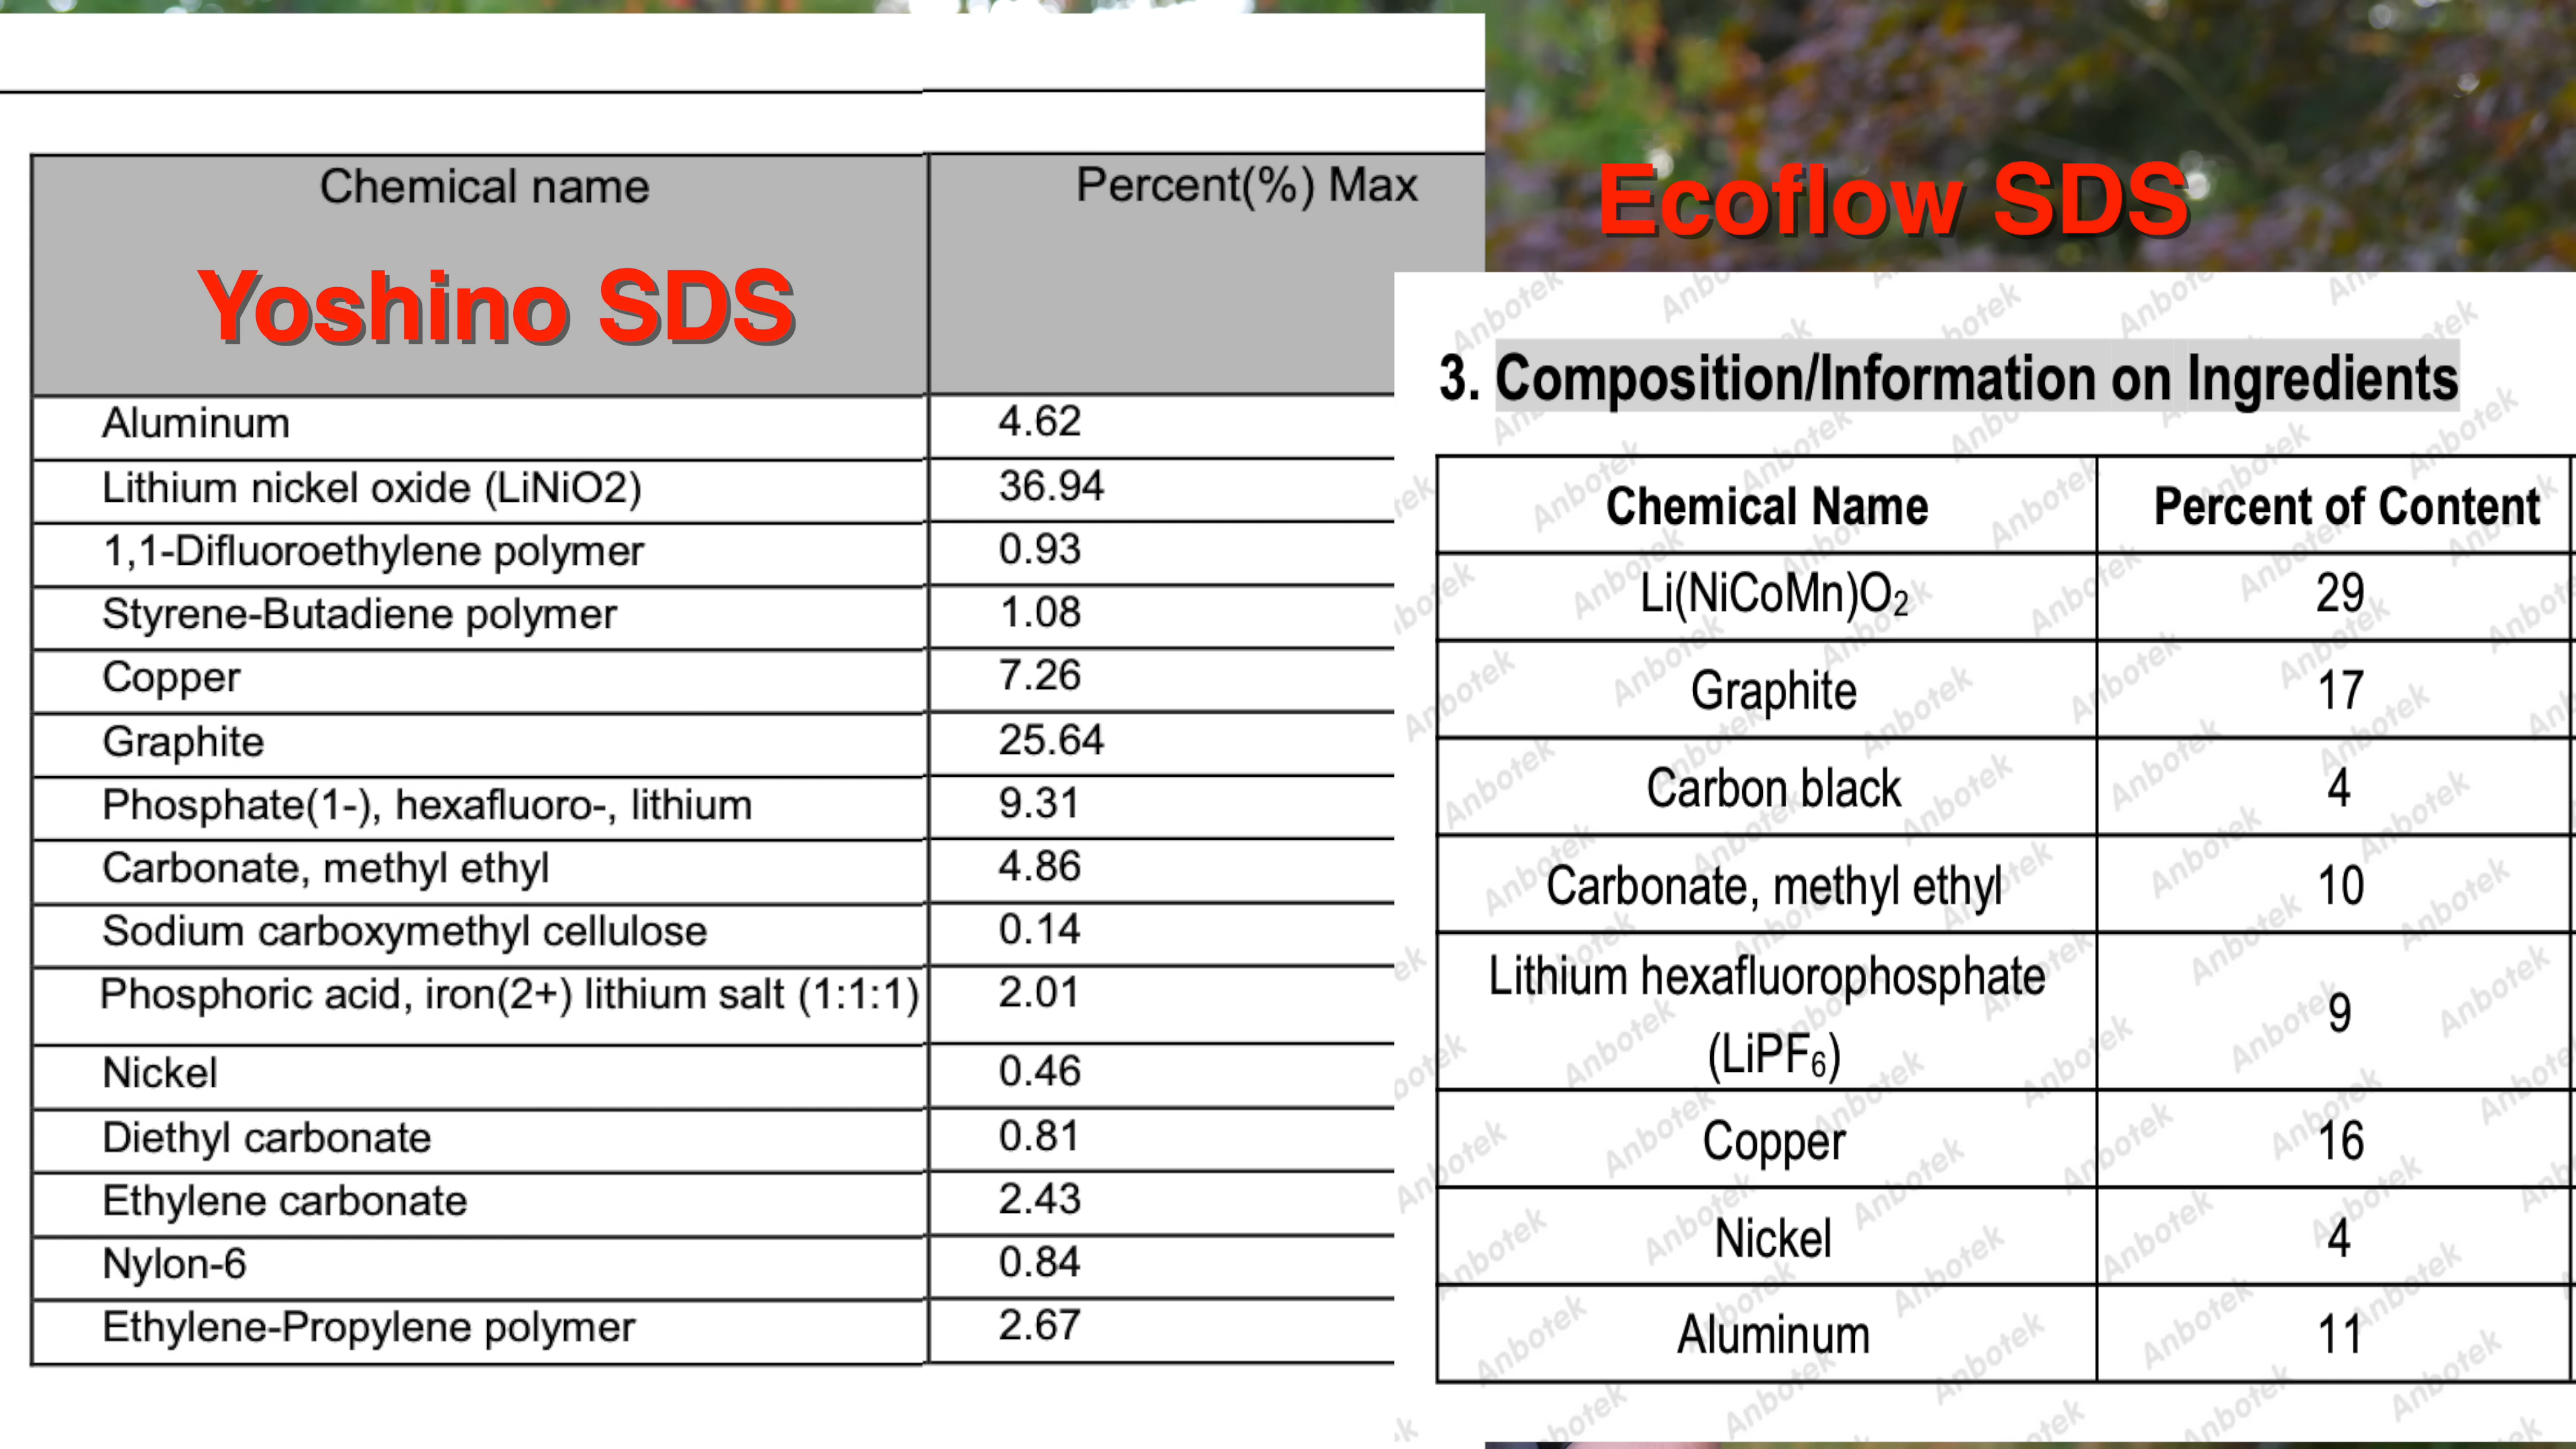 Chemical name Percent(%) Max
Yoshino SDS
Aluminum 4.62
Lithium nickel oxide (LiNiO2) 36.94
1,1-Difluoroethylene polymer 0.93
Styrene-Butadiene polymer 1.08
Copper 7.26
Graphite 25.64
Phosphate(1-), hexafluoro-, lithium 9.31
Carbonate, methyl ethyl 4.86
Sodium carboxymethyl cellulose 0.14
Phosphoric acid, iron(2+) lithium salt (1:1:1) 2.01
Nickel 0.46
Diethyl carbonate 0.81
Ethylene carbonate 2.43
Nylon-6 0.84
Ethylene-Propylene polymer 2.67
Ecoflow SDS
3. Composition/Information on Ingredients
Chemical Name Percent of Content
Li(NiCoMn)O₂ 29
Graphite 17
Carbon black 4
Carbonate, methyl ethyl 10
Lithium hexafluorophosphate
(LiPF₆) 9
Copper 16
Nickel 4
Aluminum 11
Anbotek